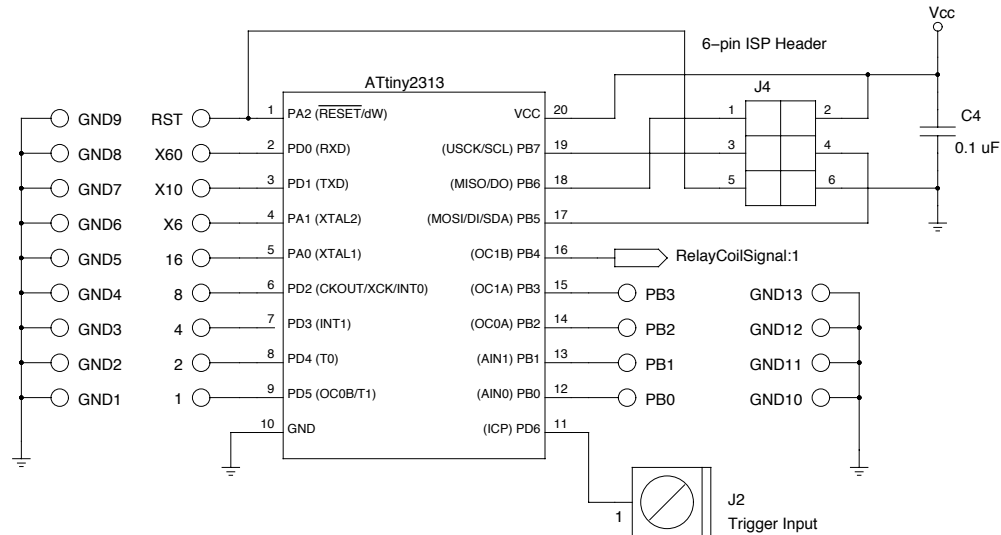 Vcc
6–pin ISP Header
ATtiny2313
J4
GND9 RST 1 PA2 (RESET/dW) VCC 20 1 2
C4
GND8 X60 2 PD0 (RXD) (USCK/SCL) PB7 19 3 4
0.1 uF
GND7 X10 3 PD1 (TXD) (MISO/DO) PB6 18 5 6
GND6 X6 4 PA1 (XTAL2) (MOSI/DI/SDA) PB5 17
GND5 16 5 PA0 (XTAL1) (OC1B) PB4 16 RelayCoilSignal:1
GND4 8 6 PD2 (CKOUT/XCK/INT0) (OC1A) PB3 15 PB3 GND13
GND3 4 7 PD3 (INT1) (OC0A) PB2 14 PB2 GND12
GND2 2 8 PD4 (T0) (AIN1) PB1 13 PB1 GND11
GND1 1 9 PD5 (OC0B/T1) (AIN0) PB0 12 PB0 GND10
10 GND (ICP) PD6 11
J2
1
Trigger Input